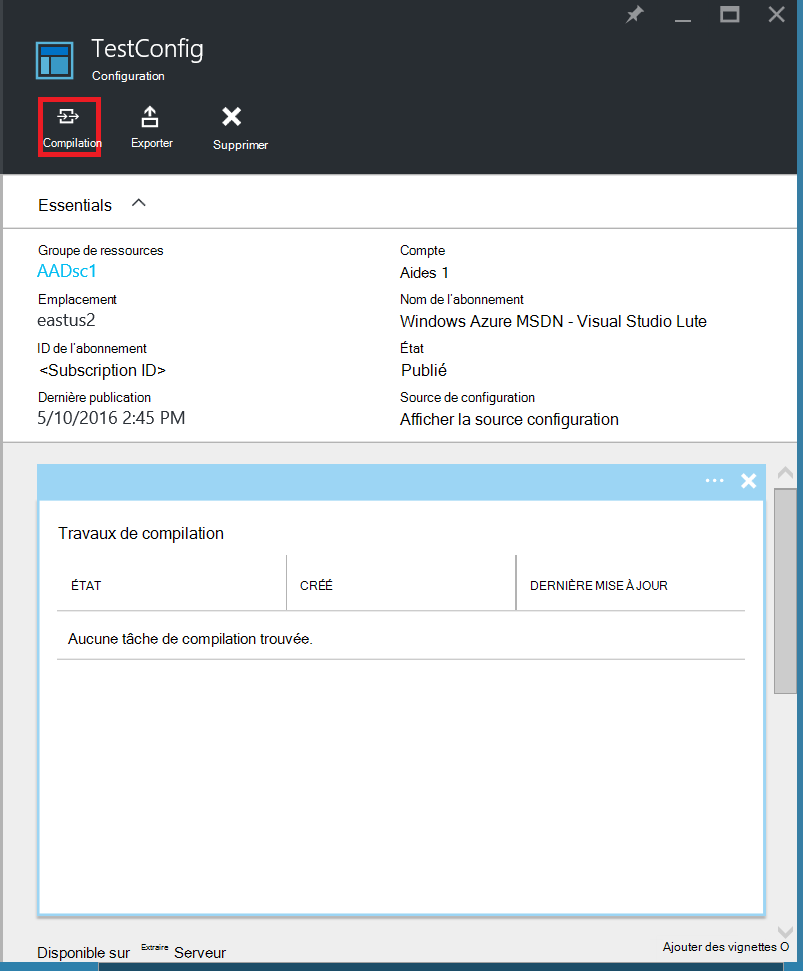 TestConfig
Configuration
Compilation
Exporter
Supprimer
Essentials
Groupe de ressources
AADsc1
Emplacement
eastus2
ID de l'abonnement
<Subscription ID>
Dernière publication
5/10/2016 2:45 PM
Compte
Aides 1
Nom de l'abonnement
Windows Azure MSDN - Visual Studio Lute
État
Publié
Source de configuration
Afficher la source configuration
Travaux de compilation
ÉTAT
CRÉÉ
DERNIÈRE MISE À JOUR
Aucune tâche de compilation trouvée.
Disponible sur Extraire Serveur
Ajouter des vignettes O